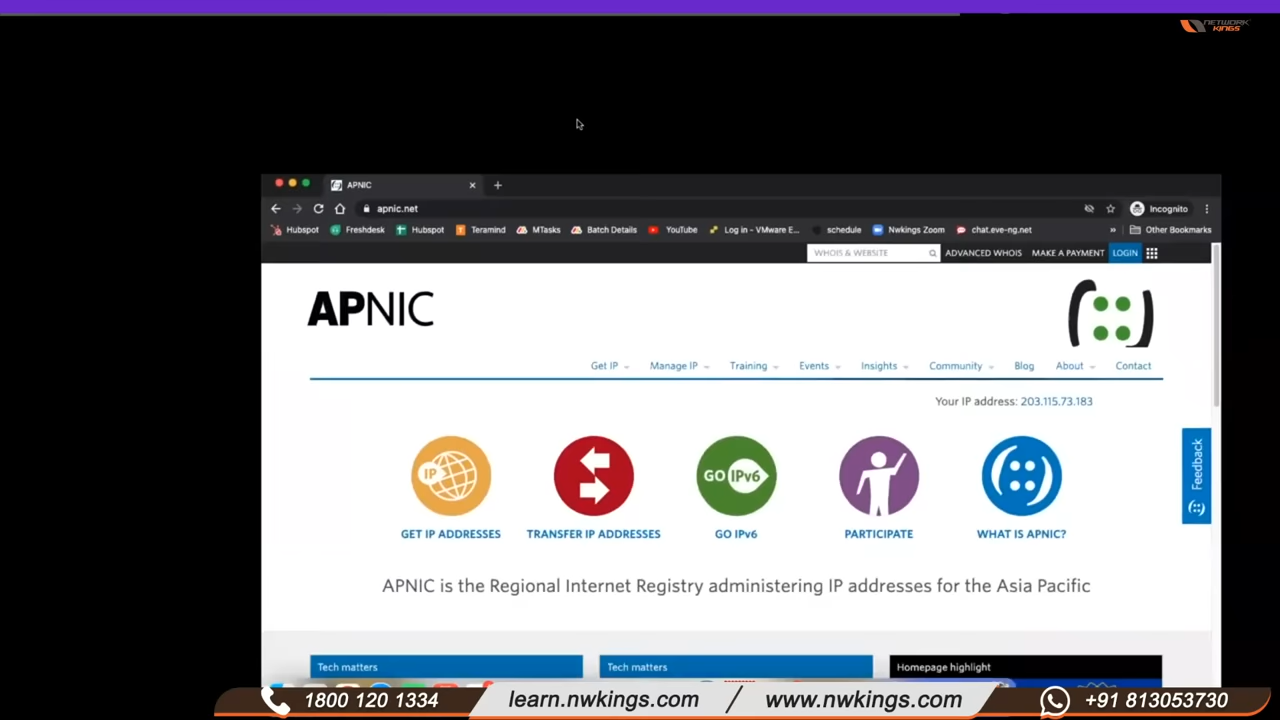 NETWORK
KINGS
APNIC
apnic.net
Incognito
Hubspot Freshdesk Hubspot Teramind MTasks Batch Details YouTube Log in - VMware E... schedule Nwkings Zoom chat.eve-ng.net » Other Bookmarks
WHOIS & WEBSITE ADVANCED WHOIS MAKE A PAYMENT LOGIN
APNIC
Get IP Manage IP Training Events Insights Community Blog About Contact
Your IP address: 203.115.73.183
IP
GO IPv6
GET IP ADDRESSES TRANSFER IP ADDRESSES GO IPv6 PARTICIPATE WHAT IS APNIC?
Feedback
APNIC is the Regional Internet Registry administering IP addresses for the Asia Pacific
Tech matters Tech matters Homepage highlight
1800 120 1334 learn.nwkings.com / www.nwkings.com +91 813053730